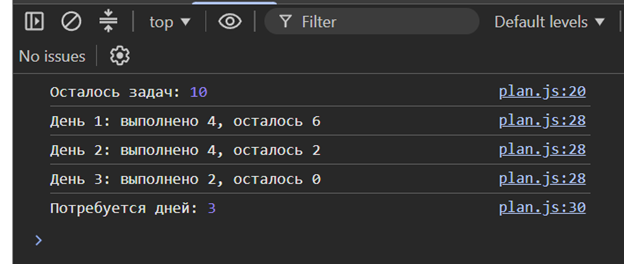 top ▼ Filter Default levels ▼
No issues
Осталось задач: 10 plan.js:20
День 1: выполнено 4, осталось 6 plan.js:28
День 2: выполнено 4, осталось 2 plan.js:28
День 3: выполнено 2, осталось 0 plan.js:28
Потребуется дней: 3 plan.js:30